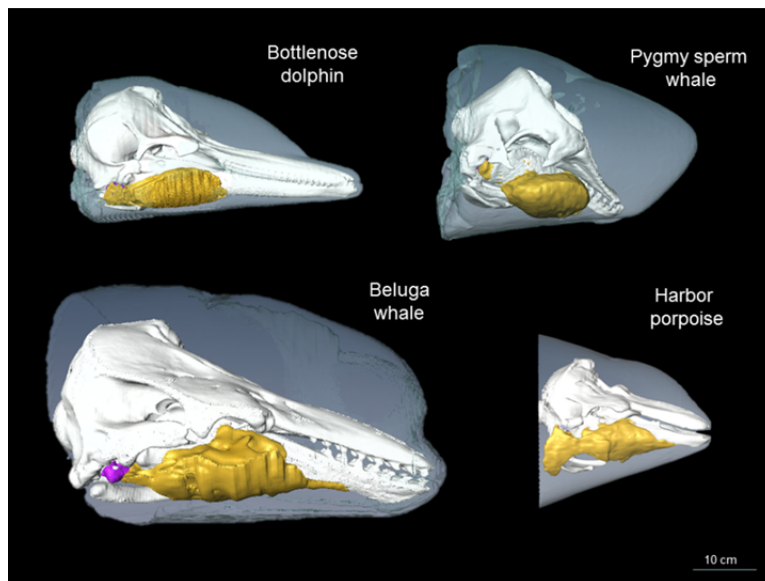 Bottlenose
dolphin
Pygmy sperm
whale
Beluga
whale
Harbor
porpoise
10 cm